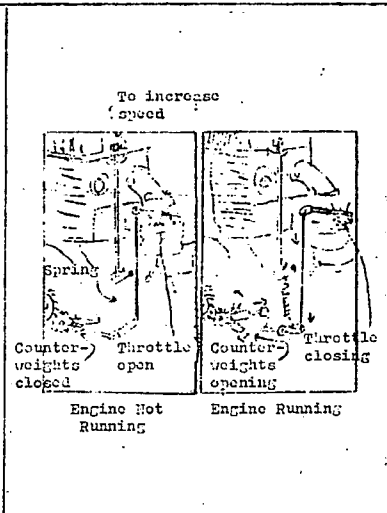 To increase
speed
Spring
Counter-
weights
closed
Throttle
open
Counter-
weights
opening
Throttle
closing
Engine Not
Running
Engine Running